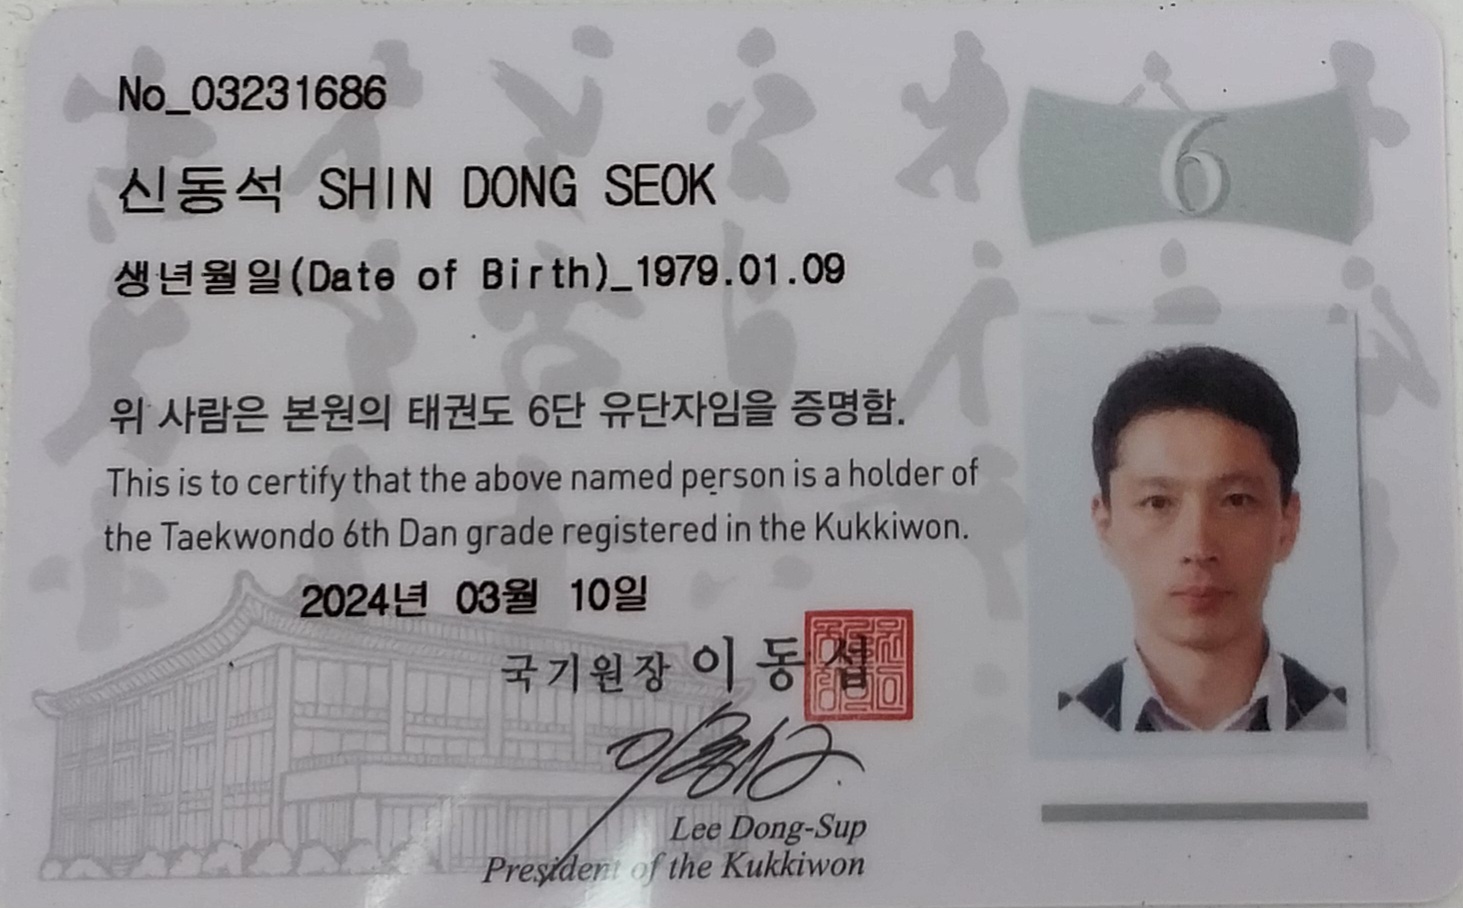 No_03231686
6
신동석 SHIN DONG SEOK
생년월일(Date of Birth)_1979.01.09
위 사람은 본원의 태권도 6단 유단자임을 증명함.
This is to certify that the above named person is a holder of
the Taekwondo 6th Dan grade registered in the Kukkiwon.
2024년 03월 10일
국기원장 이동섭
Lee Dong-Sup
President of the Kukkiwon